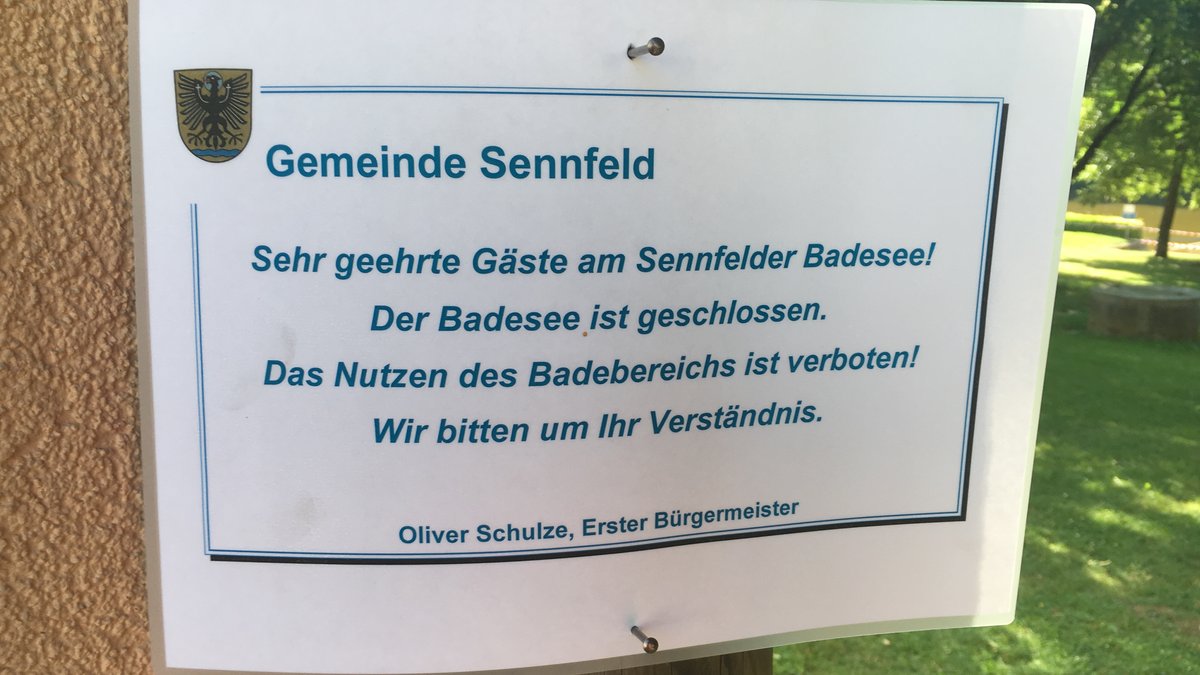 Gemeinde Sennfeld
Sehr geehrte Gäste am Sennfelder Badesee!
Der Badesee ist geschlossen.
Das Nutzen des Badebereichs ist verboten!
Wir bitten um Ihr Verständnis.
Oliver Schulze, Erster Bürgermeister